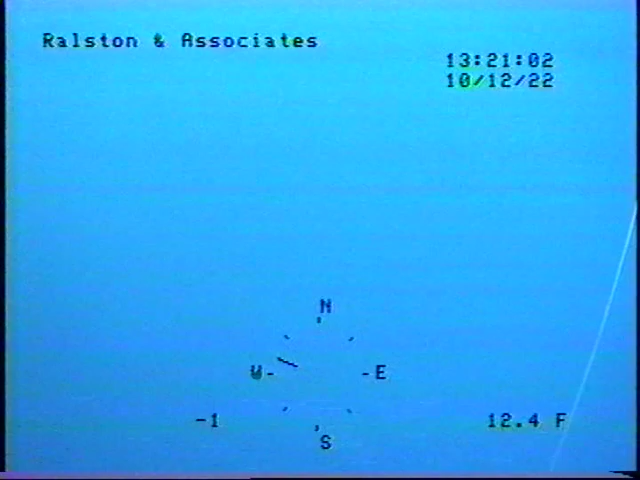 Ralston & Associates
13:21:02
10/12/22
N
W
E
-1
12.4 F
S